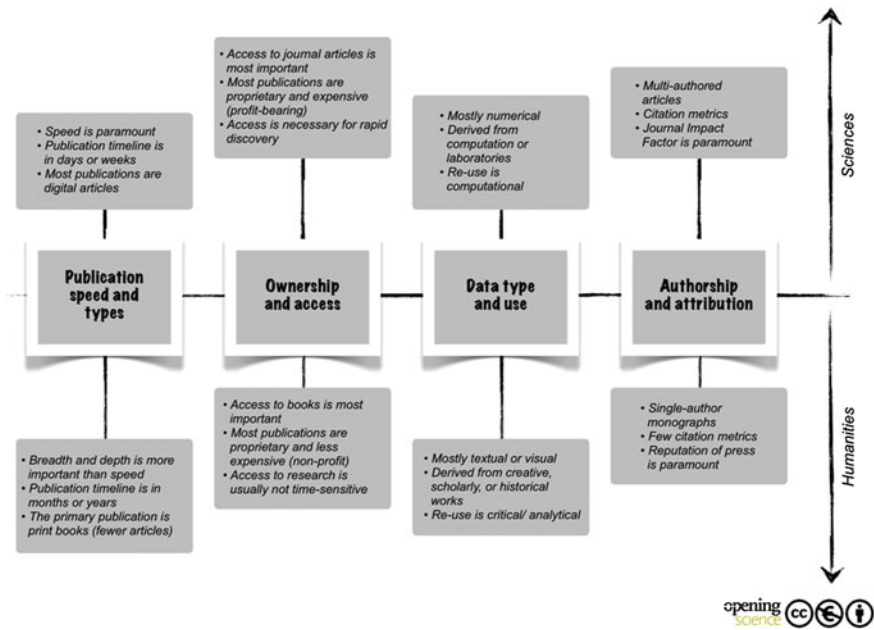 • Speed is paramount
• Publication timeline is
in days or weeks
• Most publications are
digital articles
• Access to journal articles is
most important
• Most publications are
proprietary and expensive
(profit-bearing)
• Access is necessary for rapid
discovery
• Mostly numerical
• Derived from
computation or
laboratories
• Re-use is
computational
• Multi-authored
articles
• Citation metrics
• Journal Impact
Factor is paramount
Sciences
Publication
speed and
types
Ownership
and access
Data type
and use
Authorship
and attribution
• Breadth and depth is more
important than speed
• Publication timeline is in
months or years
• The primary publication is
print books (fewer articles)
• Access to books is most
important
• Most publications are
proprietary and less
expensive (non-profit)
• Access to research is
usually not time-sensitive
• Mostly textual or visual
• Derived from creative,
scholarly, or historical
works
• Re-use is critical/ analytical
• Single-author
monographs
• Few citation metrics
• Reputation of press
is paramount
Humanities
opening
science
cc